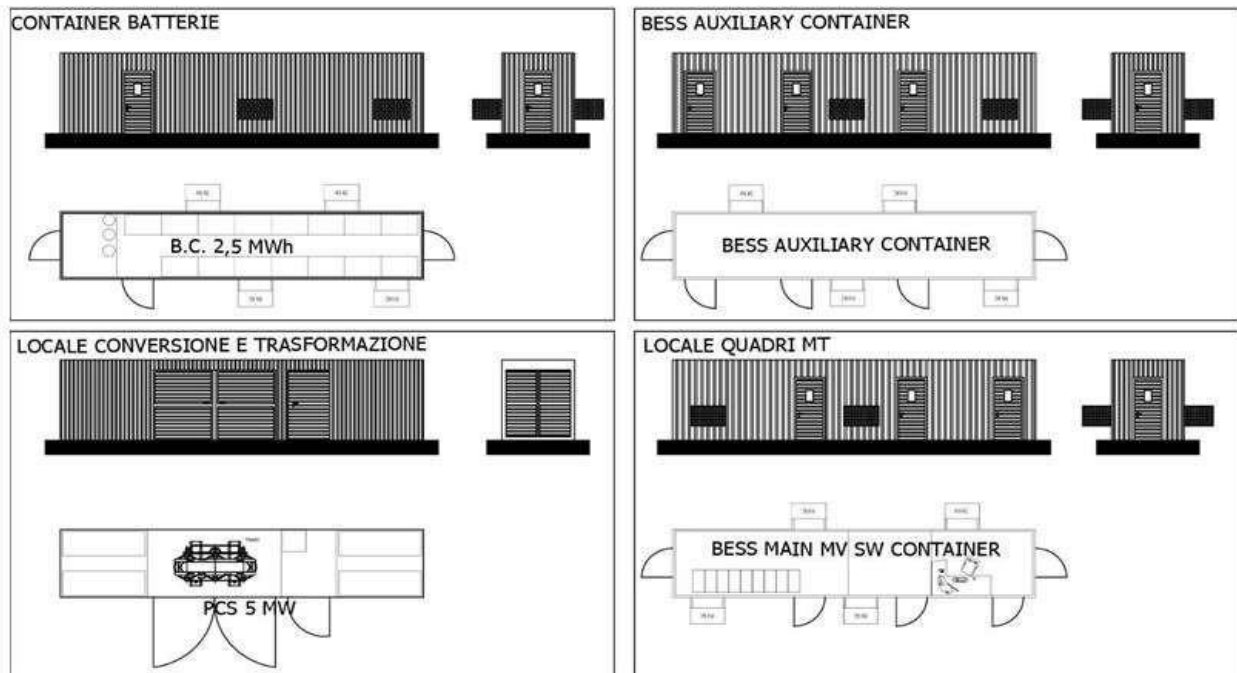 CONTAINER BATTERIE
B.C. 2,5 MWh
BESS AUXILIARY CONTAINER
BESS AUXILIARY CONTAINER
LOCALE CONVERSIONE E TRASFORMAZIONE
PCS 5 MW
LOCALE QUADRI MT
BESS MAIN MV SW CONTAINER